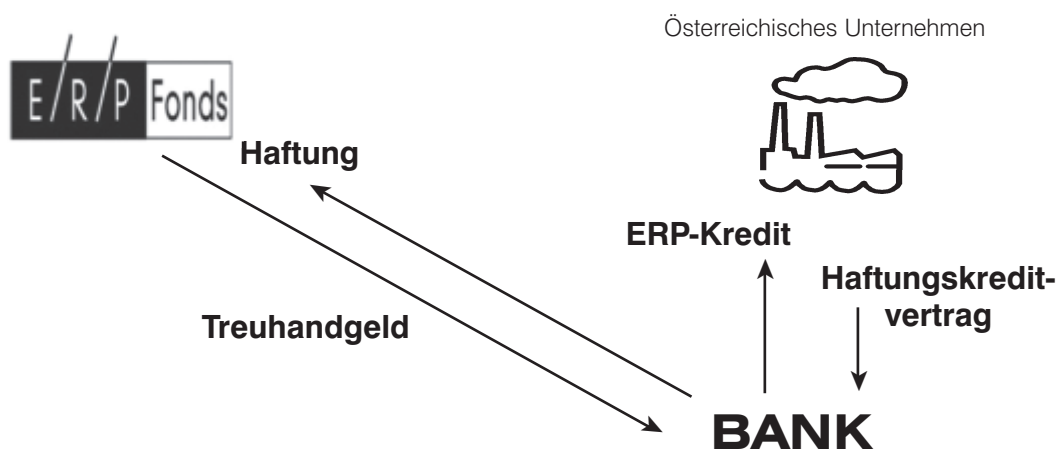 Österreichisches Unternehmen
E/R/P Fonds
Haftung
ERP-Kredit
Haftungskredit-
vertrag
Treuhandgeld
BANK